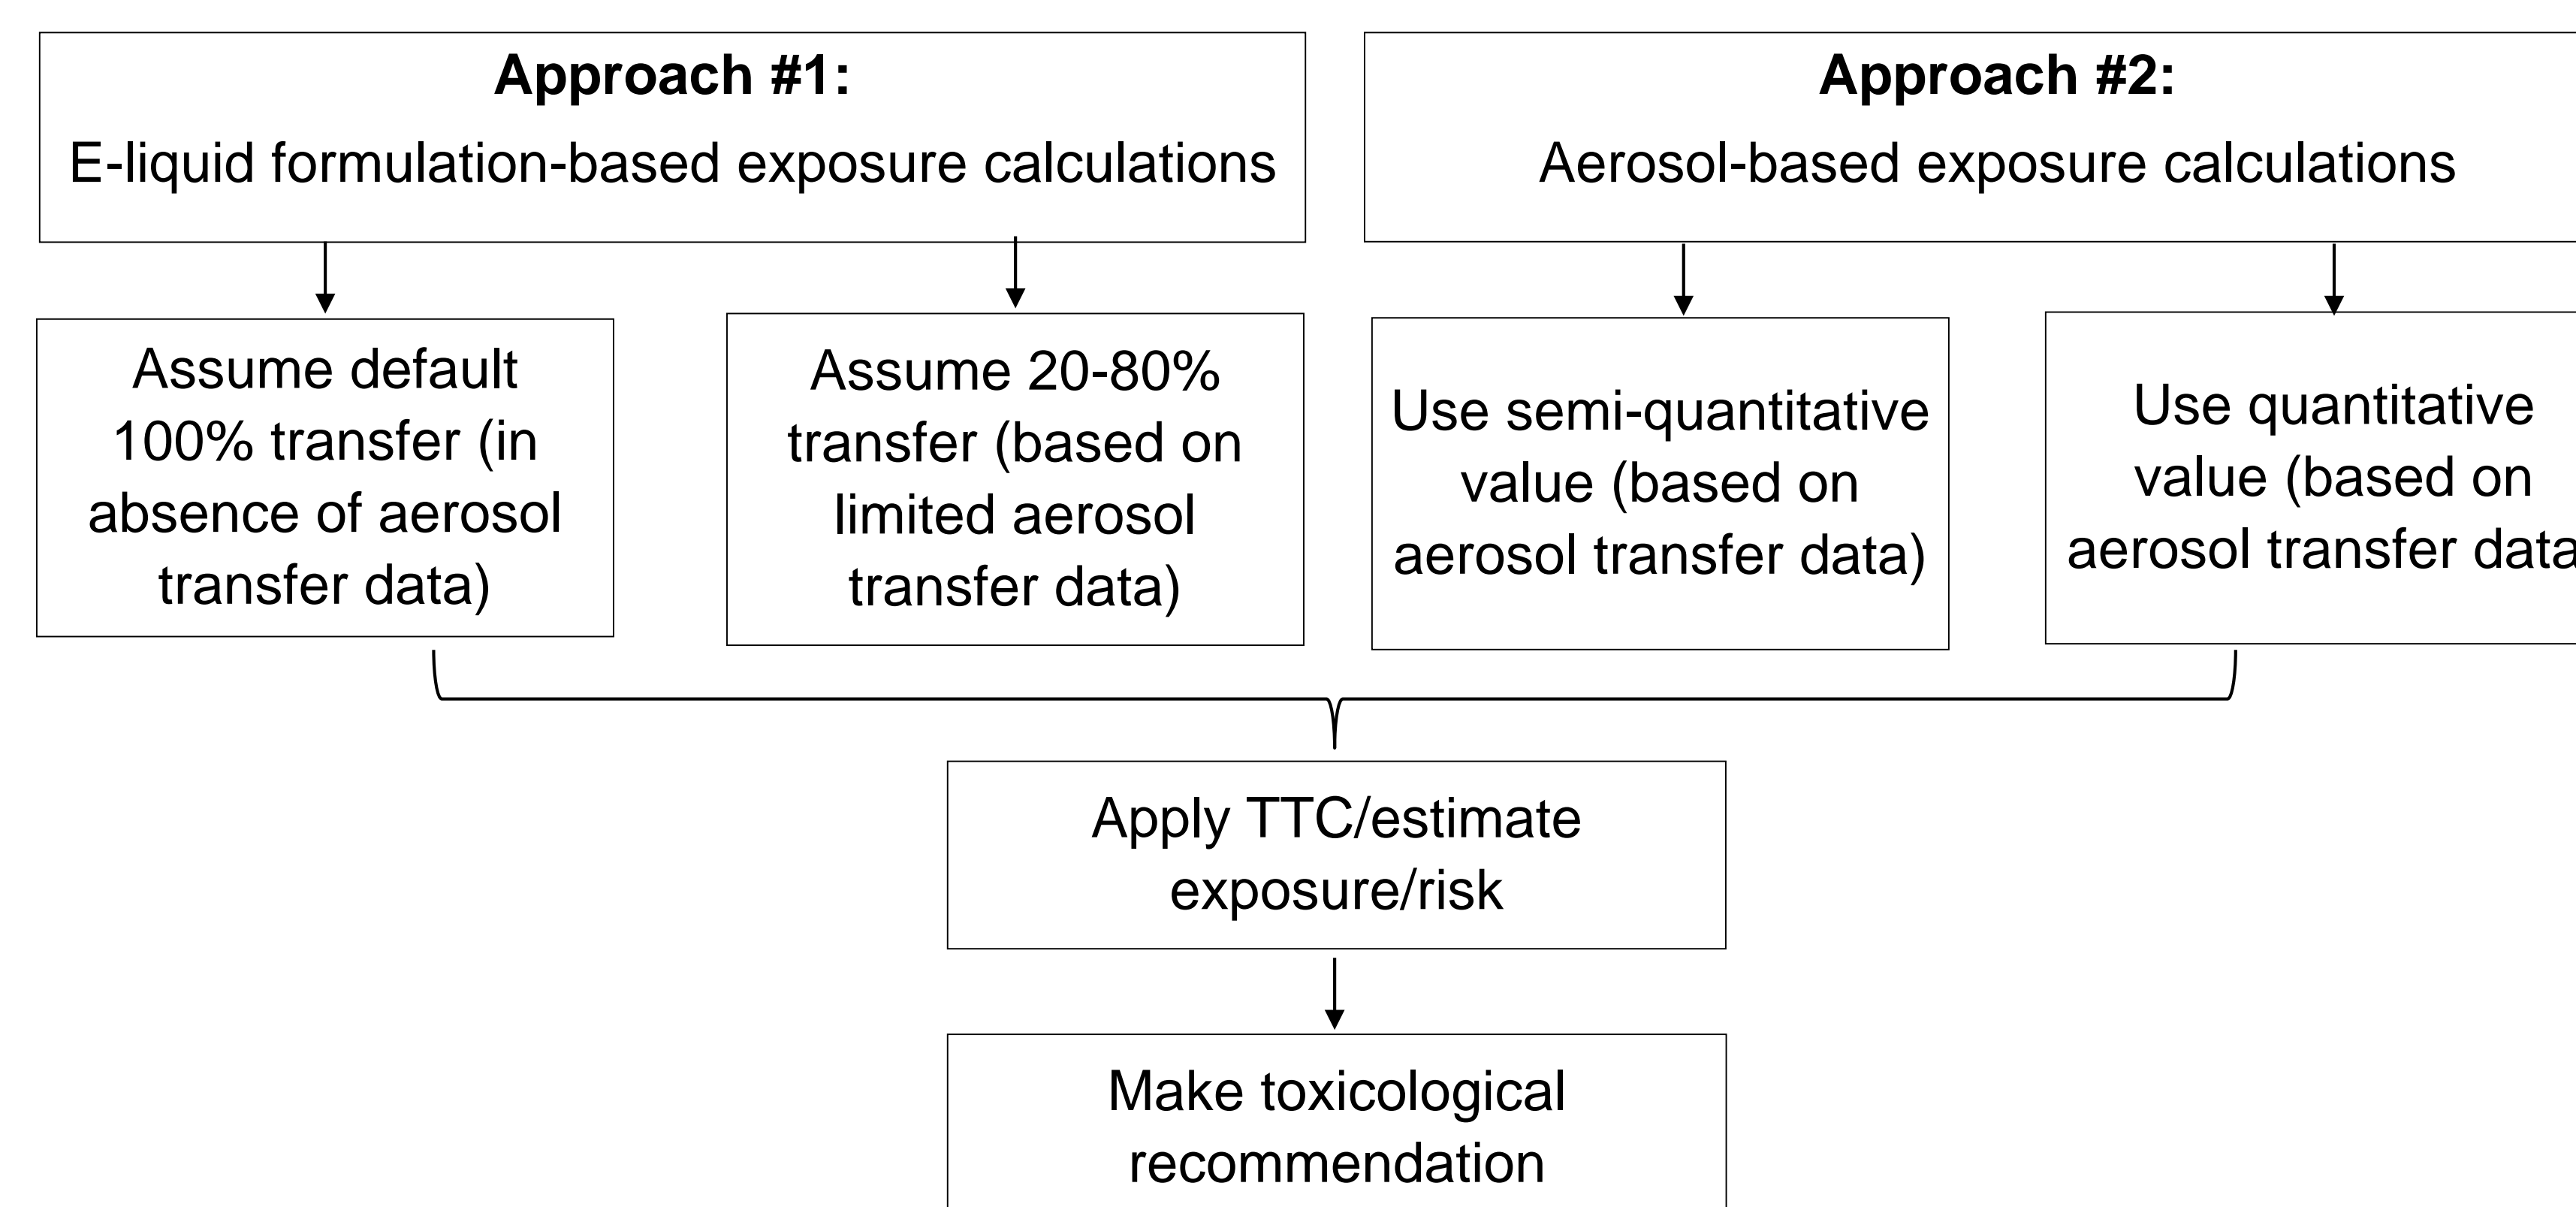 Approach #1:
E-liquid formulation-based exposure calculations
Approach #2:
Aerosol-based exposure calculations
Assume default
100% transfer (in
absence of aerosol
transfer data)
Assume 20-80%
transfer (based on
limited aerosol
transfer data)
Use semi-quantitative
value (based on
aerosol transfer data)
Use quantitative
value (based on
aerosol transfer data
Apply TTC/estimate
exposure/risk
Make toxicological
recommendation